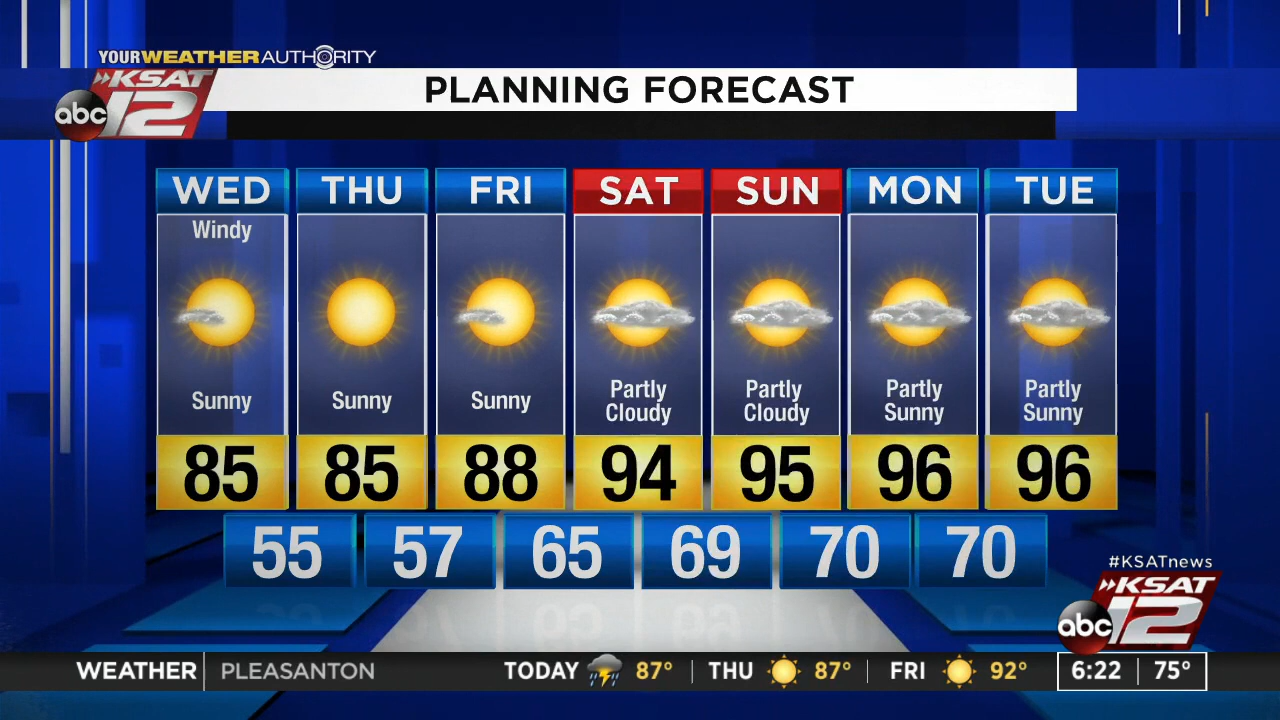 YOURWEATHERAUTHORITY
KSAT
abc 12
PLANNING FORECAST
WED THU FRI SAT SUN MON TUE
Windy
Sunny Sunny Sunny Partly Cloudy Partly Cloudy Partly Sunny Partly Sunny
85 85 88 94 95 96 96
55 57 65 69 70 70
#KSATnews
KSAT
abc 12
WEATHER PLEASANTON TODAY 87° THU 87° FRI 92° 6:22 75°